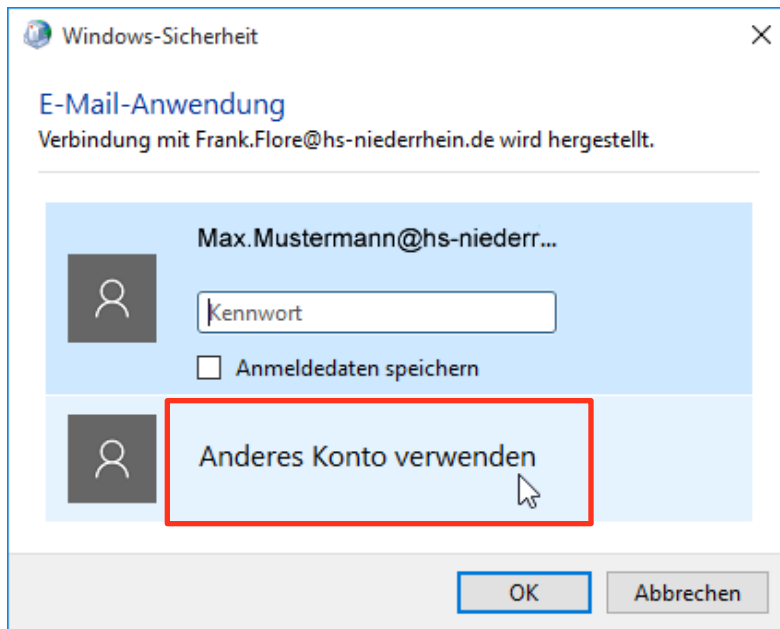 Windows-Sicherheit
E-Mail-Anwendung
Verbindung mit Frank.Flore@hs-niederrhein.de wird hergestellt.
Max.Mustermann@hs-niederr...
Kennwort
Anmeldedaten speichern
Anderes Konto verwenden
OK Abbrechen